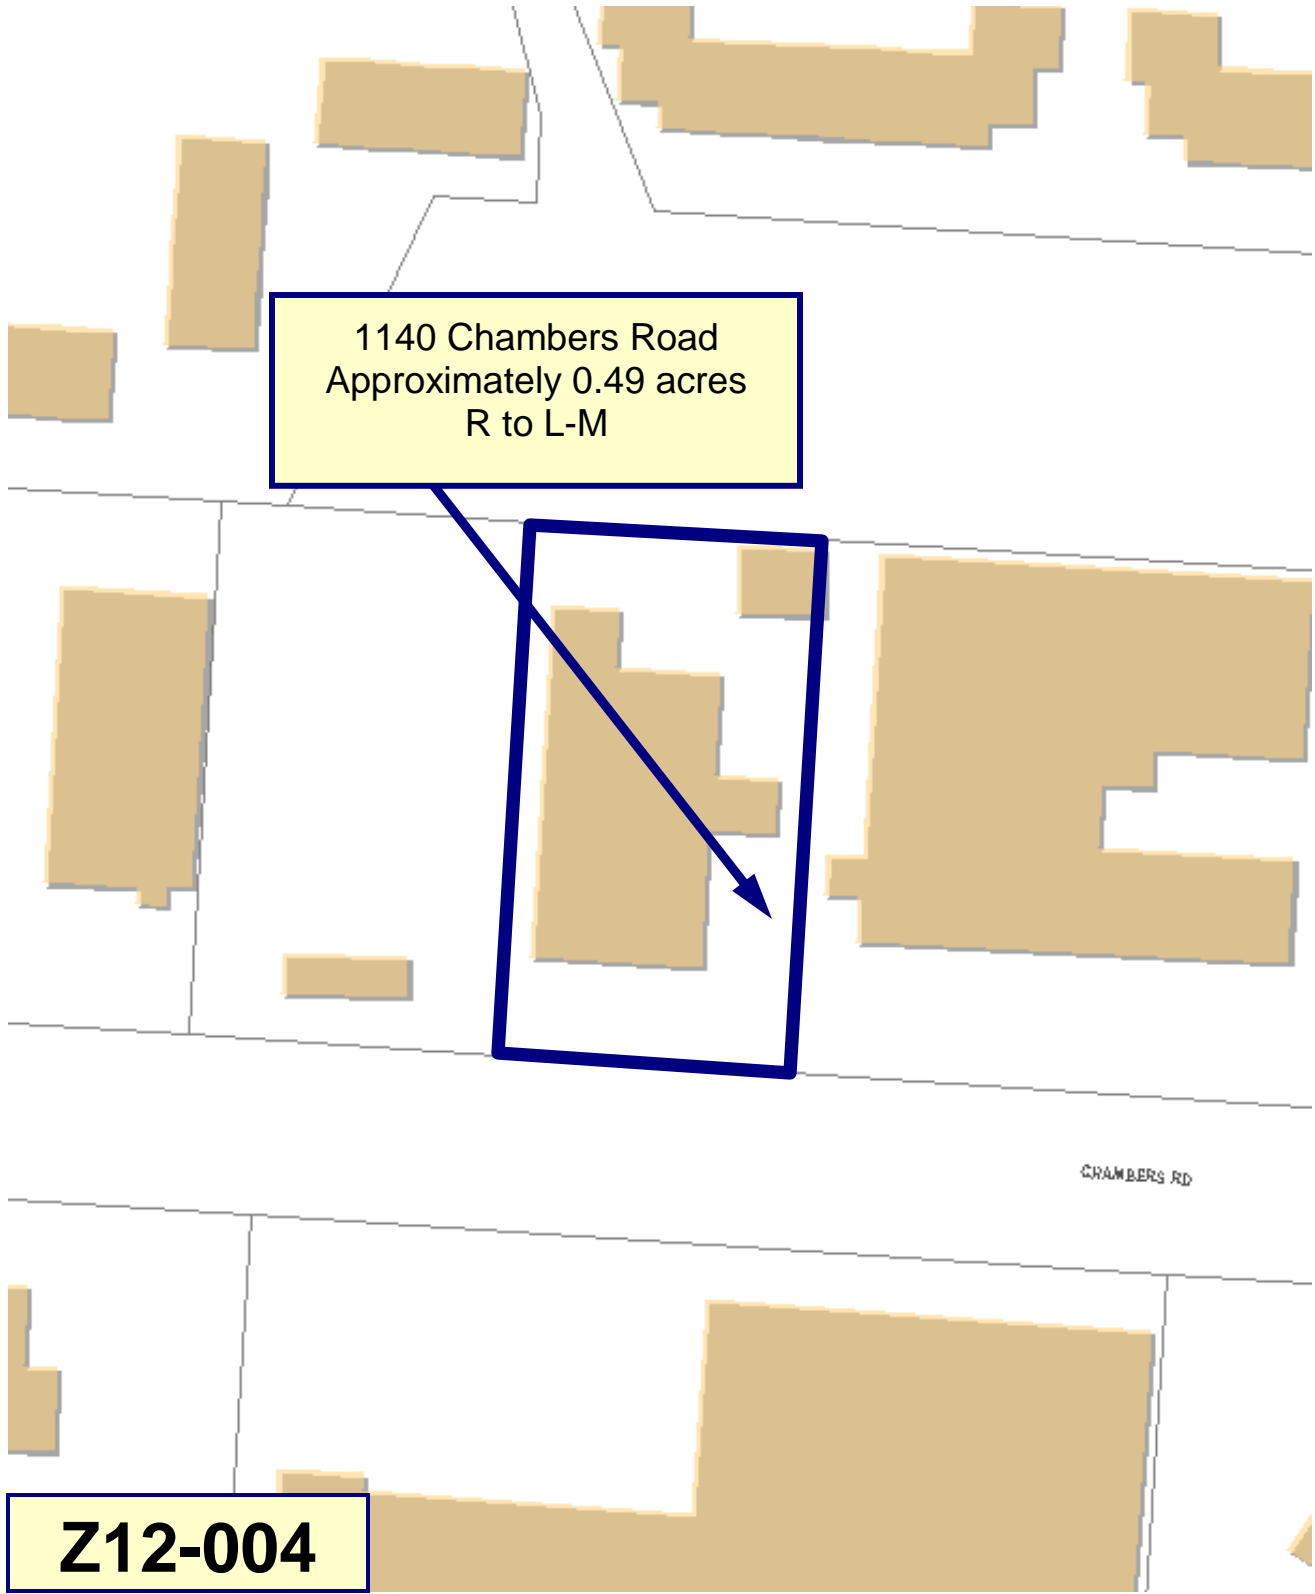 1140 Chambers Road
Approximately 0.49 acres
R to L-M
CHAMBERS RD
Z12-004